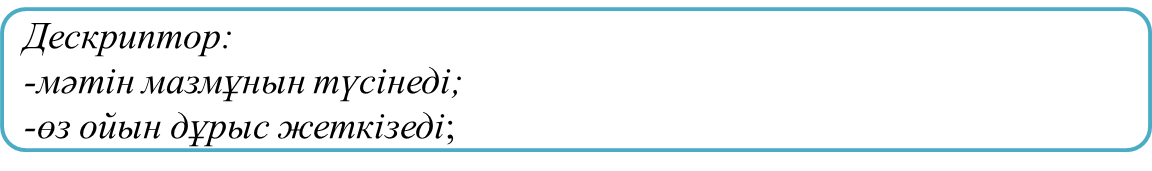 Дескриптор:
-мәтін мазмұнын түсінеді;
-өз ойын дұрыс жеткізеді;